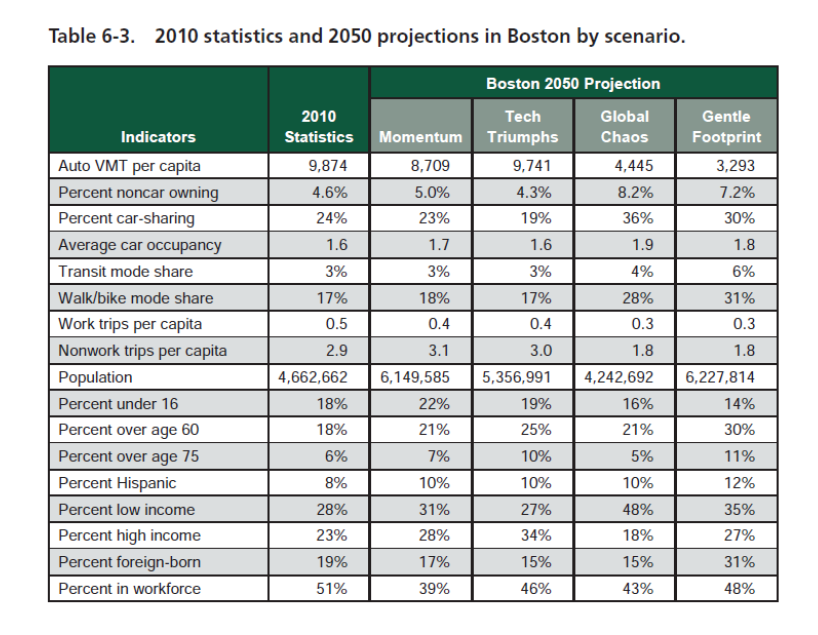 Table 6-3. 2010 statistics and 2050 projections in Boston by scenario.
Boston 2050 Projection
Indicators 2010 Statistics Momentum Tech Triumphs Global Chaos Gentle Footprint
Auto VMT per capita 9,874 8,709 9,741 4,445 3,293
Percent noncar owning 4.6% 5.0% 4.3% 8.2% 7.2%
Percent car-sharing 24% 23% 19% 36% 30%
Average car occupancy 1.6 1.7 1.6 1.9 1.8
Transit mode share 3% 3% 3% 4% 6%
Walk/bike mode share 17% 18% 17% 28% 31%
Work trips per capita 0.5 0.4 0.4 0.3 0.3
Nonwork trips per capita 2.9 3.1 3.0 1.8 1.8
Population 4,662,662 6,149,585 5,356,991 4,242,692 6,227,814
Percent under 16 18% 22% 19% 16% 14%
Percent over age 60 18% 21% 25% 21% 30%
Percent over age 75 6% 7% 10% 5% 11%
Percent Hispanic 8% 10% 10% 10% 12%
Percent low income 28% 31% 27% 48% 35%
Percent high income 23% 28% 34% 18% 27%
Percent foreign-born 19% 17% 15% 15% 31%
Percent in workforce 51% 39% 46% 43% 48%